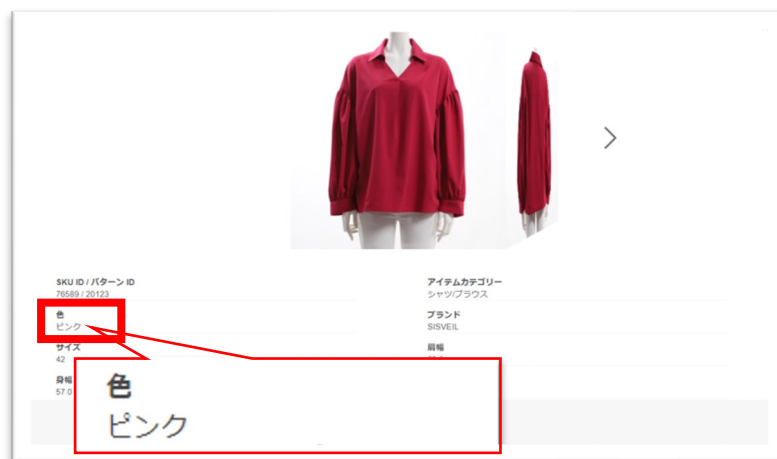 SKU ID / パターン ID
76589 / 20123
アイテムカテゴリー
シャツ/ブラウス
色
ピンク
ブランド
SISVEIL
サイズ
42
肩幅
身幅
57.0
色
ピンク